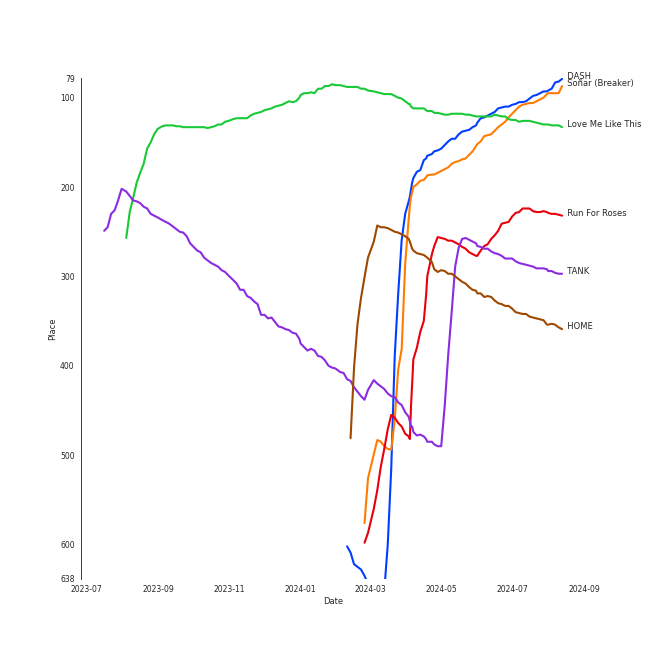 79
100
200
300
400
500
600
638
Place
DASH
Sonar (Breaker)
Love Me Like This
Run For Roses
TANK
HOME
2023-07
2023-09
2023-11
2024-01
2024-03
2024-05
2024-07
2024-09
Date